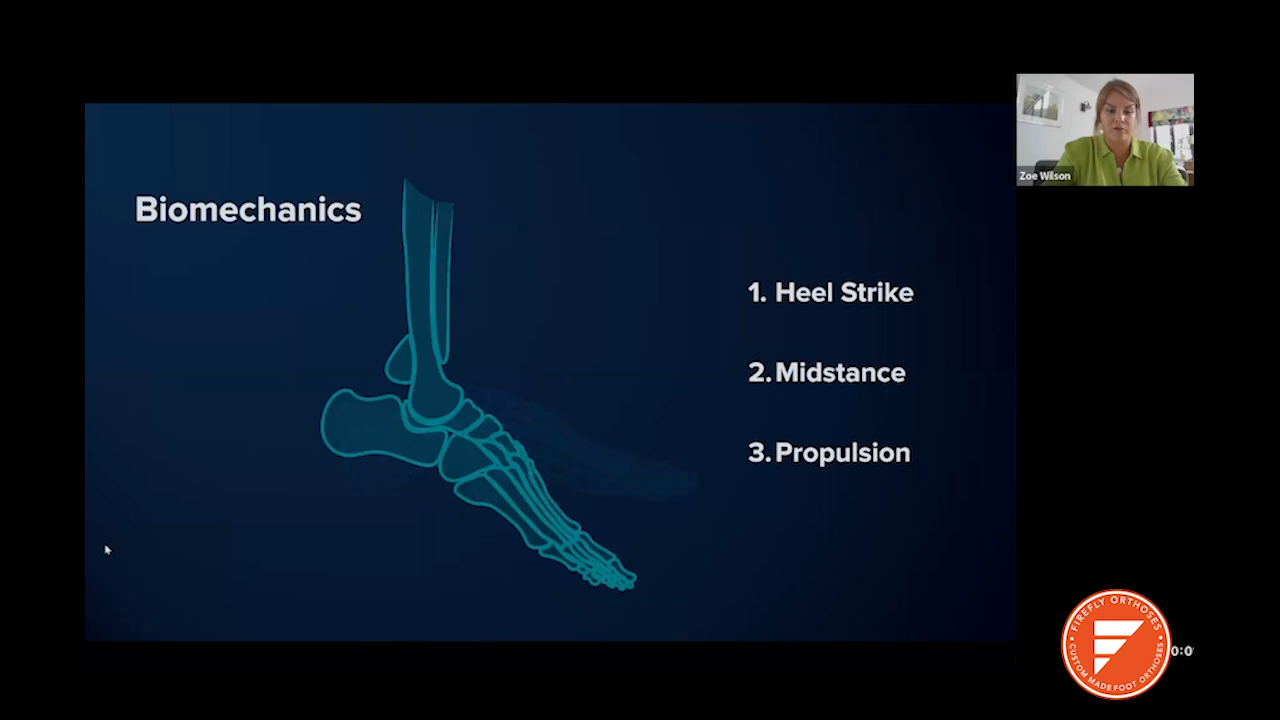 Biomechanics
1. Heel Strike
2. Midstance
3. Propulsion
Zoe Wilson
FIREFLY ORTHOSES
CUSTOM MADE FOOT ORTHOSES